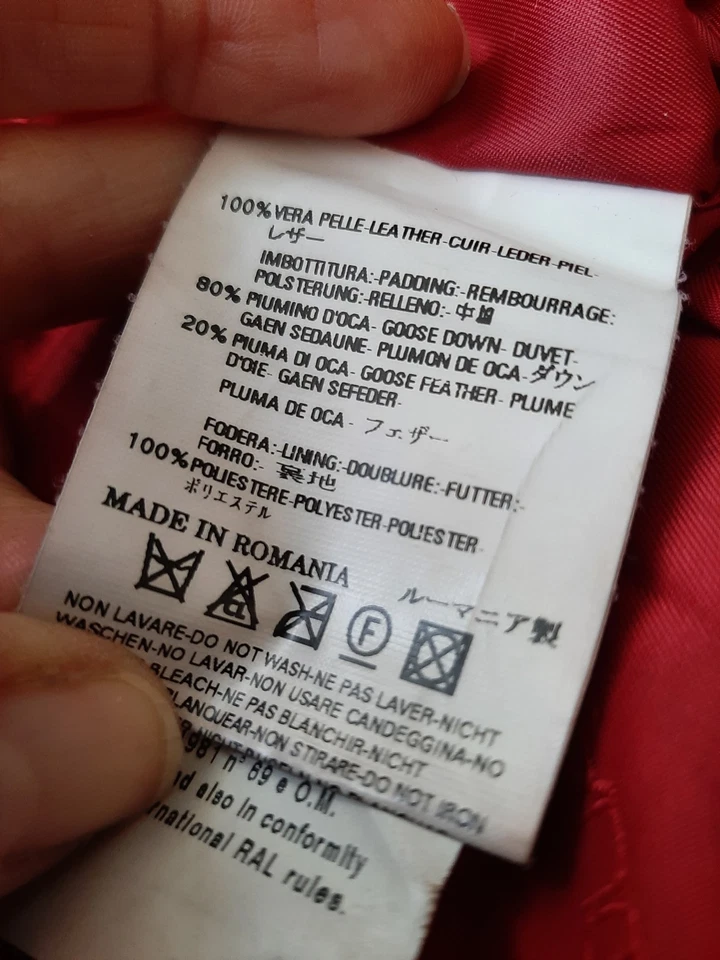 100% VERA PELLE-LEATHER-CUIR-LEDER-PIEL-
レザー
IMBOTTITURA:-PADDING:-REMBOURRAGE:
POLSTERUNG:-RELLENO:-中
80% PIUMINO D'OCA- GOOSE DOWN- DUVET-
GAEN SEDAUNE- PLUMON DE OCA-ダウン
20% PIUMA DI OCA- GOOSE FEATHER- PLUME
D'OIE- GAEN SEFEDER-
PLUMA DE OCA- フェザー
FODERA:-LINING:-DOUBLURE:-FUTTER:-
FORRO:- 裏地
100% POLIESTERE-POLYESTER-POLIESTER
ポリエステル
MADE IN ROMANIA
ルーマニア製
A
F
NON LAVARE-DO NOT WASH-NE PAS LAVER-NICHT
WASCHEN-NO LAVAR-NON USARE CANDEGGINA-NO
BLEACH-NE PAS BLANCHIR-NICHT
LANQUEAR-NON STIRARE-DO NOT IRON
981 n° 69 e O.M.
nd also in conformity
rnational RAL rules.